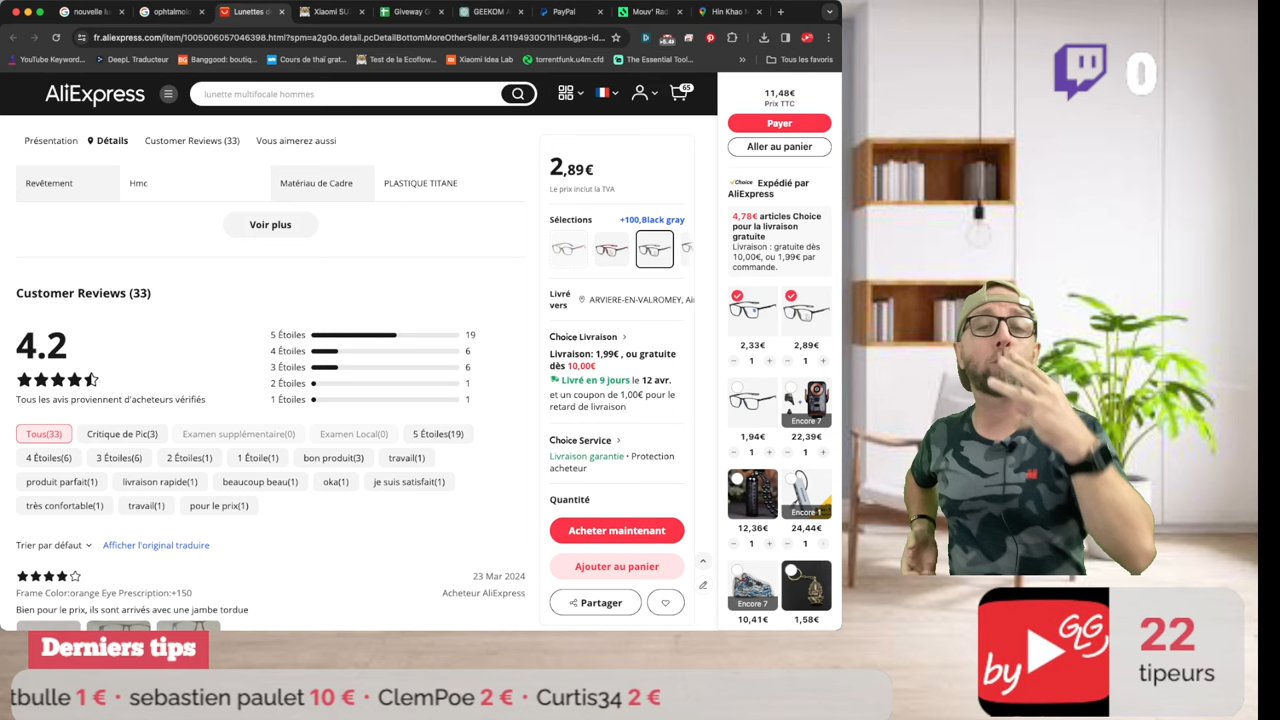 nouvelle lu
ophtalmolo
Lunettes d
Xiaomi SU
Giveway G
GEEKOM A
PayPal
Mouv' Rad
Hin Khao N
fr.aliexpress.com/item/1005006057046398.html?spm=a2g0o.detail.pcDetailBottomMoreOtherSeller.8.41194930O1hI1H&gps-id...
YouTube Keyword...
DeepL Traducteur
Banggood: boutiq...
Cours de thaï grat...
Test de la Ecoflow...
Xiaomi Idea Lab
torrentfunk.u4m.cfd
The Essential Tool...
Tous les favoris
AliExpress
lunette multifocale hommes
65
Présentation
Détails
Customer Reviews (33)
Vous aimerez aussi
Revêtement
Hmc
Matériau de Cadre
PLASTIQUE TITANE
Voir plus
Customer Reviews (33)
4.2
Tous les avis proviennent d'acheteurs vérifiés
5 Étoiles 19
4 Étoiles 6
3 Étoiles 6
2 Étoiles 1
1 Étoiles 1
Tous(33)
Critique de Pic(3)
Examen supplémentaire(0)
Examen Local(0)
5 Étoiles(19)
4 Étoiles(6)
3 Étoiles(6)
2 Étoiles(1)
1 Étoile(1)
bon produit(3)
travail(1)
produit parfait(1)
livraison rapide(1)
beaucoup beau(1)
oka(1)
je suis satisfait(1)
très confortable(1)
travail(1)
pour le prix(1)
Trier par défaut
Afficher l'original traduire
23 Mar 2024
Frame Color:orange Eye Prescription:+150
Acheteur AliExpress
Bien pour le prix, ils sont arrivés avec une jambe tordue
2,89€
Le prix inclut la TVA
Sélections
+100,Black gray
Livré vers
ARVIERE-EN-VALROMEY, Ai
Choice Livraison
Livraison: 1,99€ , ou gratuite
dès 10,00€
Livré en 9 jours le 12 avr.
et un coupon de 1,00€ pour le
retard de livraison
Choice Service
Livraison garantie • Protection
acheteur
Quantité
Acheter maintenant
Ajouter au panier
Partager
11,48€
Prix TTC
Payer
Aller au panier
Choice Expédié par
AliExpress
4,78€ articles Choice
pour la livraison
gratuite
Livraison : gratuite dès
10,00€, ou 1,99€ par
commande.
2,33€
2,89€
1
1
Encore 7
1,94€
22,39€
1
1
Encore 1
12,36€
24,44€
1
1
Encore 7
10,41€
1,58€
0
Derniers tips
tbulle 1 € • sebastien paulet 10 € • ClemPoe 2 € • Curtis34 2 €
by GLG
22
tipeurs